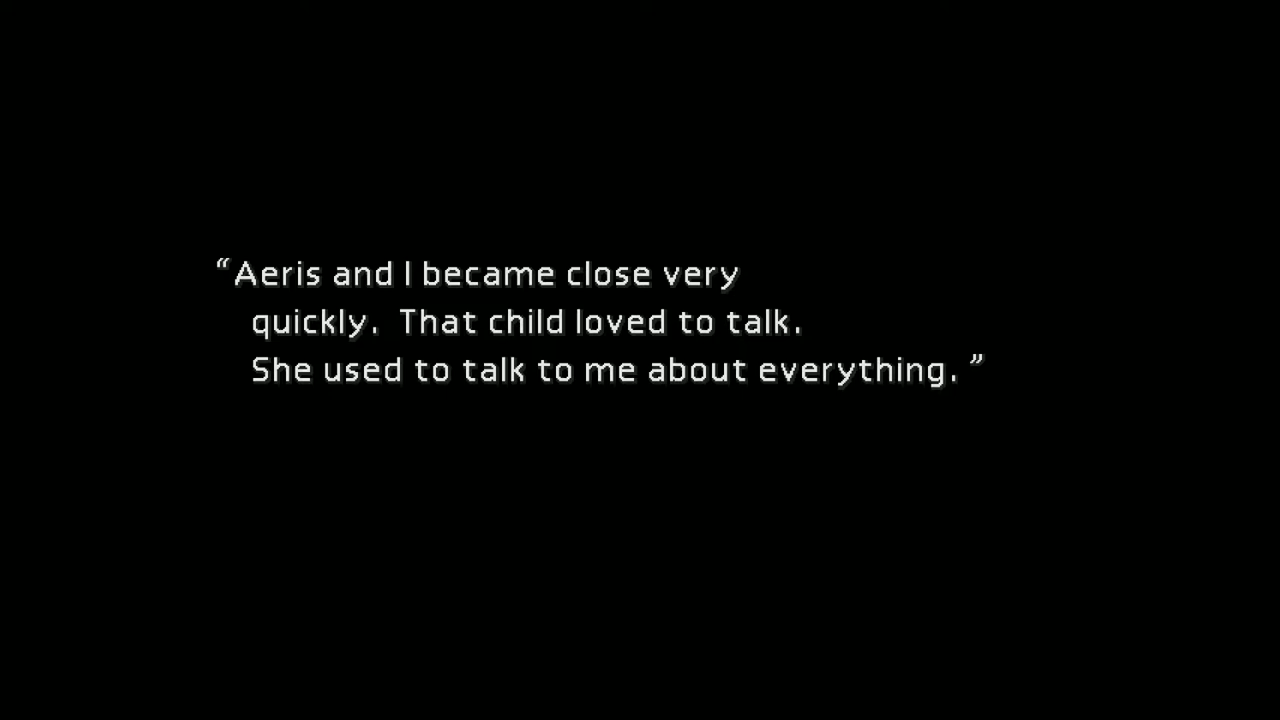 “Aeris and I became close very
quickly. That child loved to talk.
She used to talk to me about everything. ”